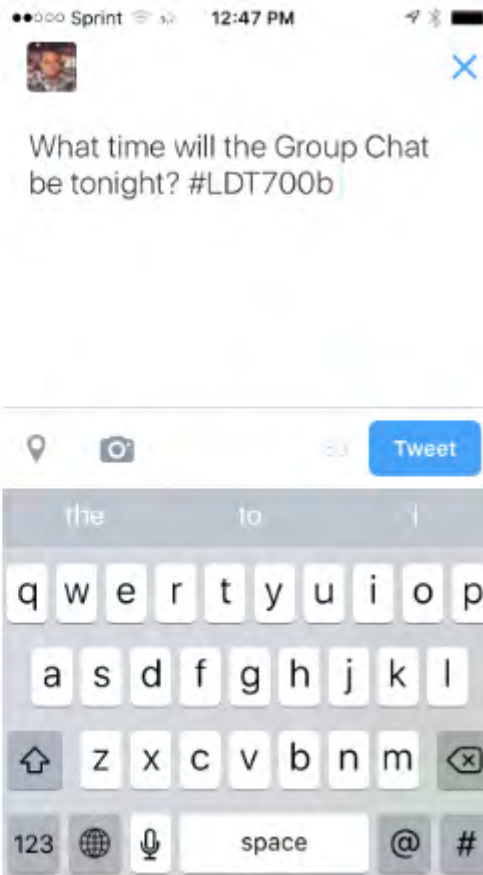 Sprint 12:47 PM
What time will the Group Chat
be tonight? #LDT700b
Tweet
the to i
q w e r t y u i o p
a s d f g h j k l
z x c v b n m
123 space @ #